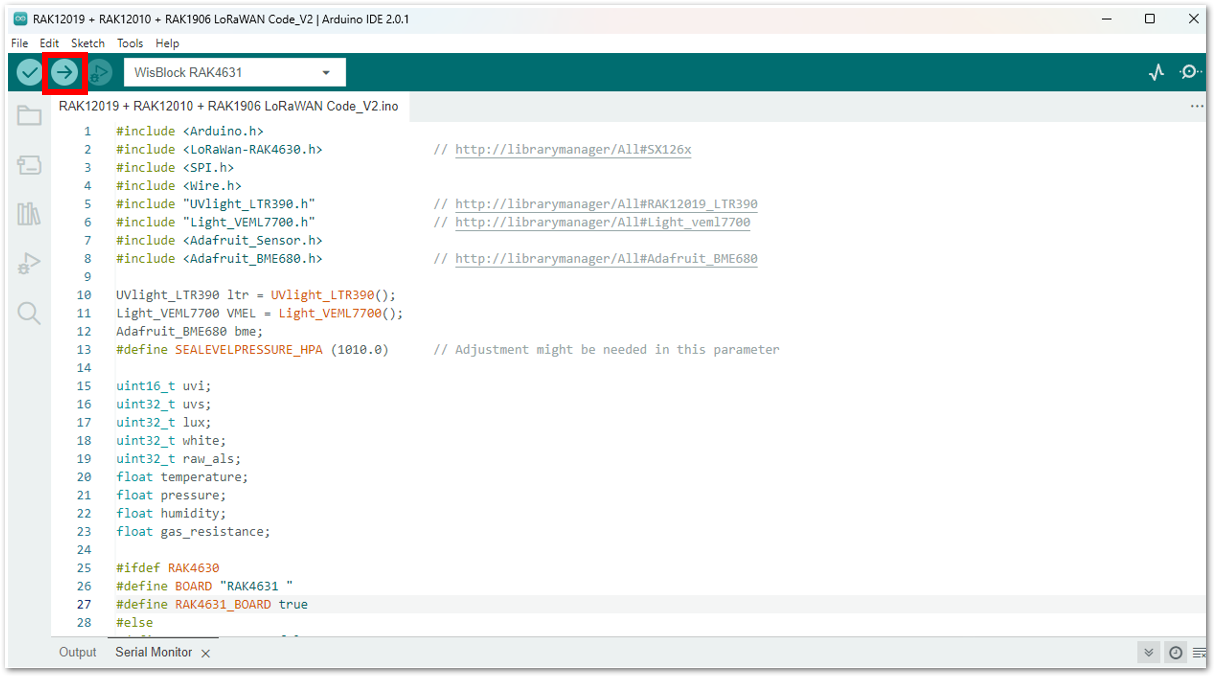 RAK12019 + RAK12010 + RAK1906 LoRaWAN Code_V2 | Arduino IDE 2.0.1
File Edit Sketch Tools Help
WisBlock RAK4631
RAK12019 + RAK12010 + RAK1906 LoRaWAN Code_V2.ino
1 #include <Arduino.h>
2 #include <LoRaWan-RAK4630.h> // http://librarymanager/All#SX126x
3 #include <SPI.h>
4 #include <Wire.h>
5 #include "UVlight_LTR390.h" // http://librarymanager/All#RAK12019_LTR390
6 #include "Light_VEML7700.h" // http://librarymanager/All#Light_veml7700
7 #include <Adafruit_Sensor.h>
8 #include <Adafruit_BME680.h> // http://librarymanager/All#Adafruit_BME680
9
10 UVlight_LTR390 ltr = UVlight_LTR390();
11 Light_VEML7700 VMEL = Light_VEML7700();
12 Adafruit_BME680 bme;
13 #define SEALEVELPRESSURE_HPA (1010.0) // Adjustment might be needed in this parameter
14
15 uint16_t uvi;
16 uint32_t uvs;
17 uint32_t lux;
18 uint32_t white;
19 uint32_t raw_als;
20 float temperature;
21 float pressure;
22 float humidity;
23 float gas_resistance;
24
25 #ifdef RAK4630
26 #define BOARD "RAK4631 "
27 #define RAK4631_BOARD true
28 #else
Output Serial Monitor